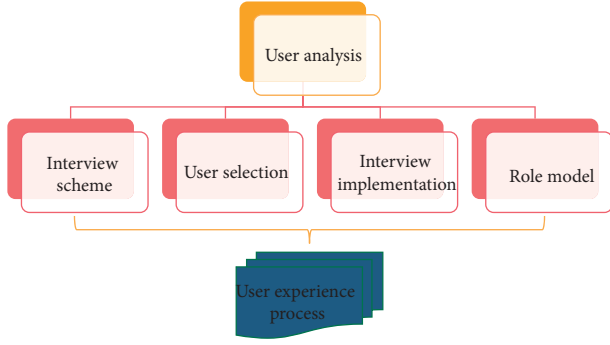 User analysis
Interview
scheme
User selection
Interview
implementation
Role model
User experience
process